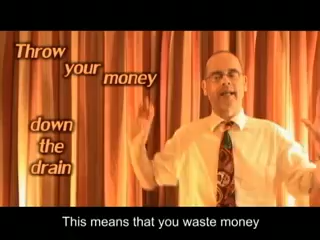 Throw
your
money
down
the
drain
This means that you waste money